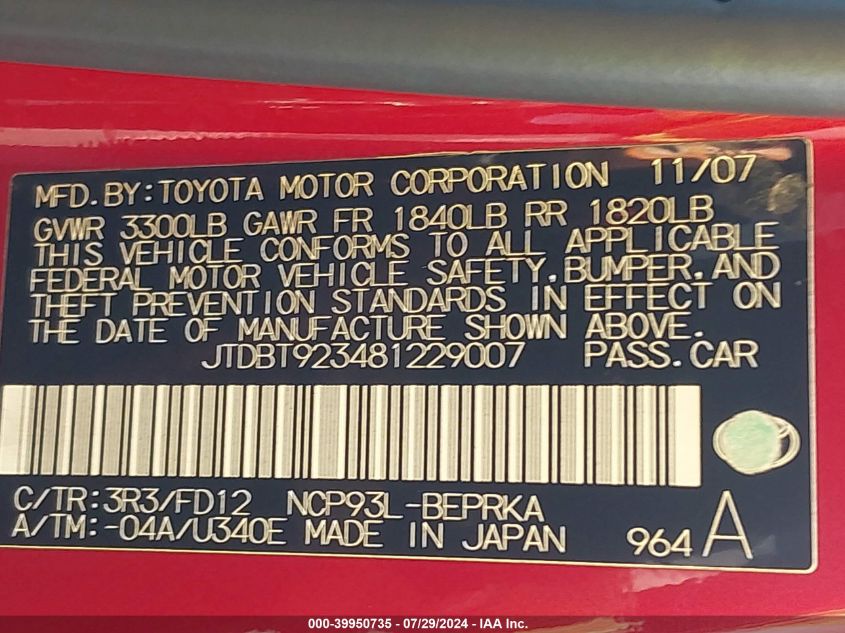 MFD. BY: TOYOTA MOTOR CORPORATION 11/07
GVWR 3300LB GAWR FR 1840LB RR 1820LB
THIS VEHICLE CONFORMS TO ALL APPLICABLE
FEDERAL MOTOR VEHICLE SAFETY, BUMPER, AND
THEFT PREVENTION STANDARDS IN EFFECT ON
THE DATE OF MANUFACTURE SHOWN ABOVE.
JTDBT923481229007 PASS. CAR
C/TR: 3R3/FD12 NCP93L-BEPRKA
A/TM: -04A/U340E MADE IN JAPAN 964 A
000-39950735 / 07/29/2024 - IAA Inc.